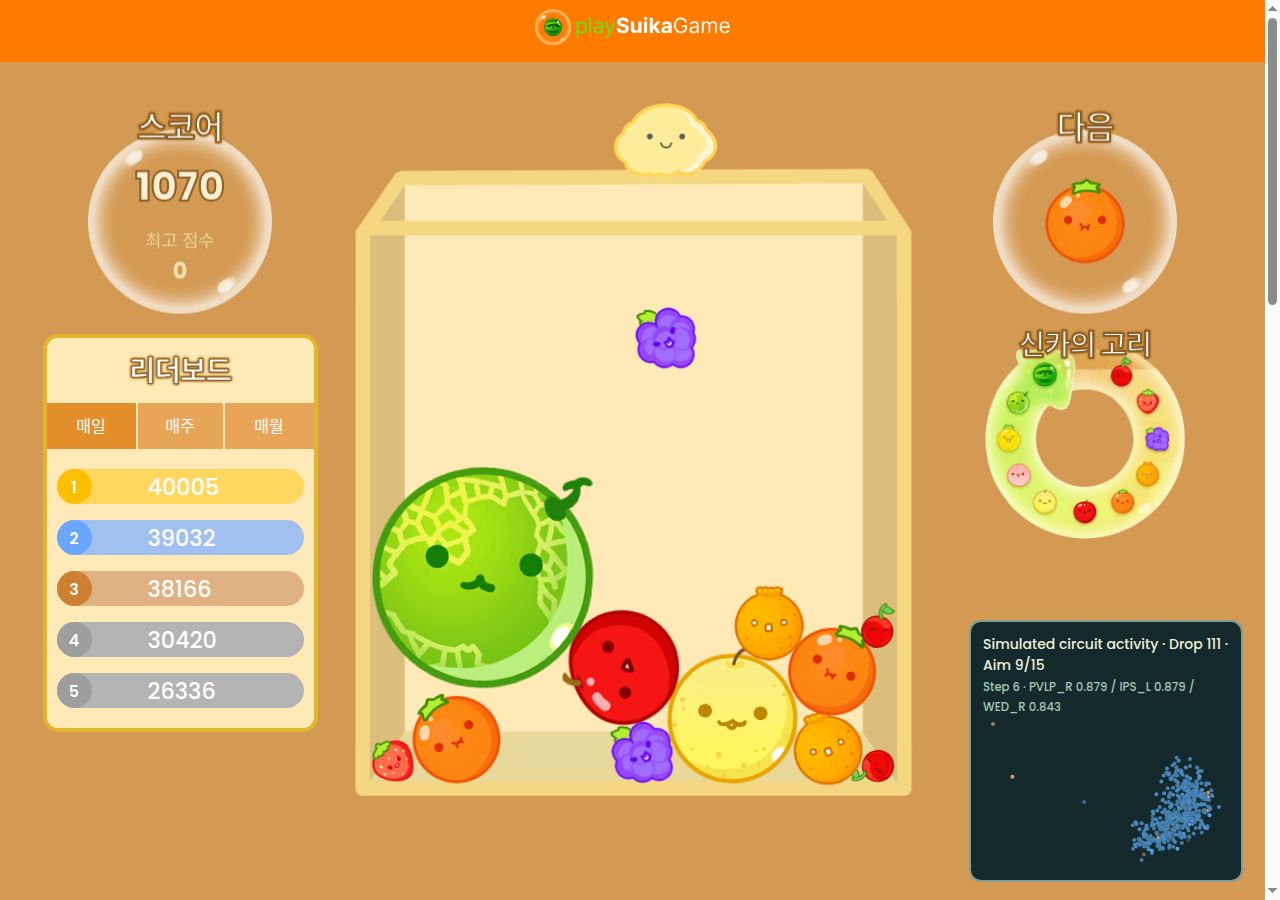 playSuikaGame
스코어
1070
최고 점수
0
다음
신카의 고리
리더보드
매일 매주 매월
1 40005
2 39032
3 38166
4 30420
5 26336
Simulated circuit activity · Drop 111 ·
Aim 9/15
Step 6 · PVLP_R 0.879 / IPS_L 0.879 /
WED_R 0.843